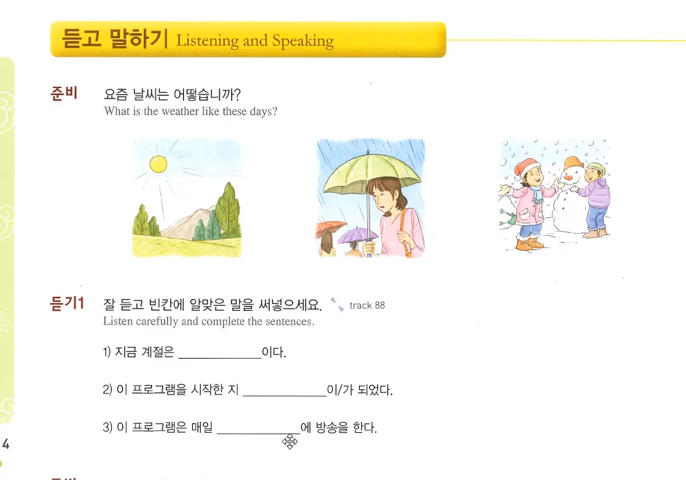 듣고 말하기 Listening and Speaking
준비 요즘 날씨는 어떻습니까?
What is the weather like these days?
듣기1 잘 듣고 빈칸에 알맞은 말을 써넣으세요. track 88
Listen carefully and complete the sentences.
1) 지금 계절은 ____________이다.
2) 이 프로그램을 시작한 지 ____________이/가 되었다.
3) 이 프로그램은 매일 ____________에 방송을 한다.
4